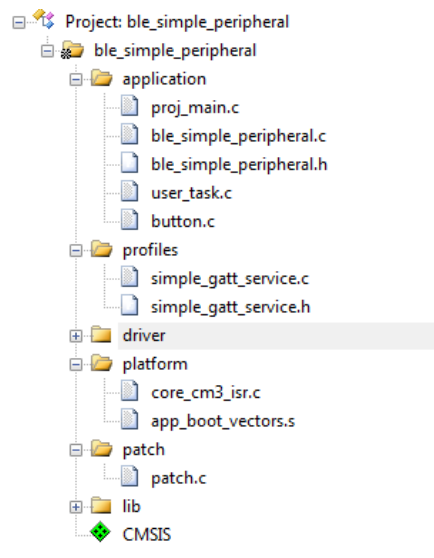 Project: ble_simple_peripheral
ble_simple_peripheral
application
proj_main.c
ble_simple_peripheral.c
ble_simple_peripheral.h
user_task.c
button.c
profiles
simple_gatt_service.c
simple_gatt_service.h
driver
platform
core_cm3_isr.c
app_boot_vectors.s
patch
patch.c
lib
CMSIS